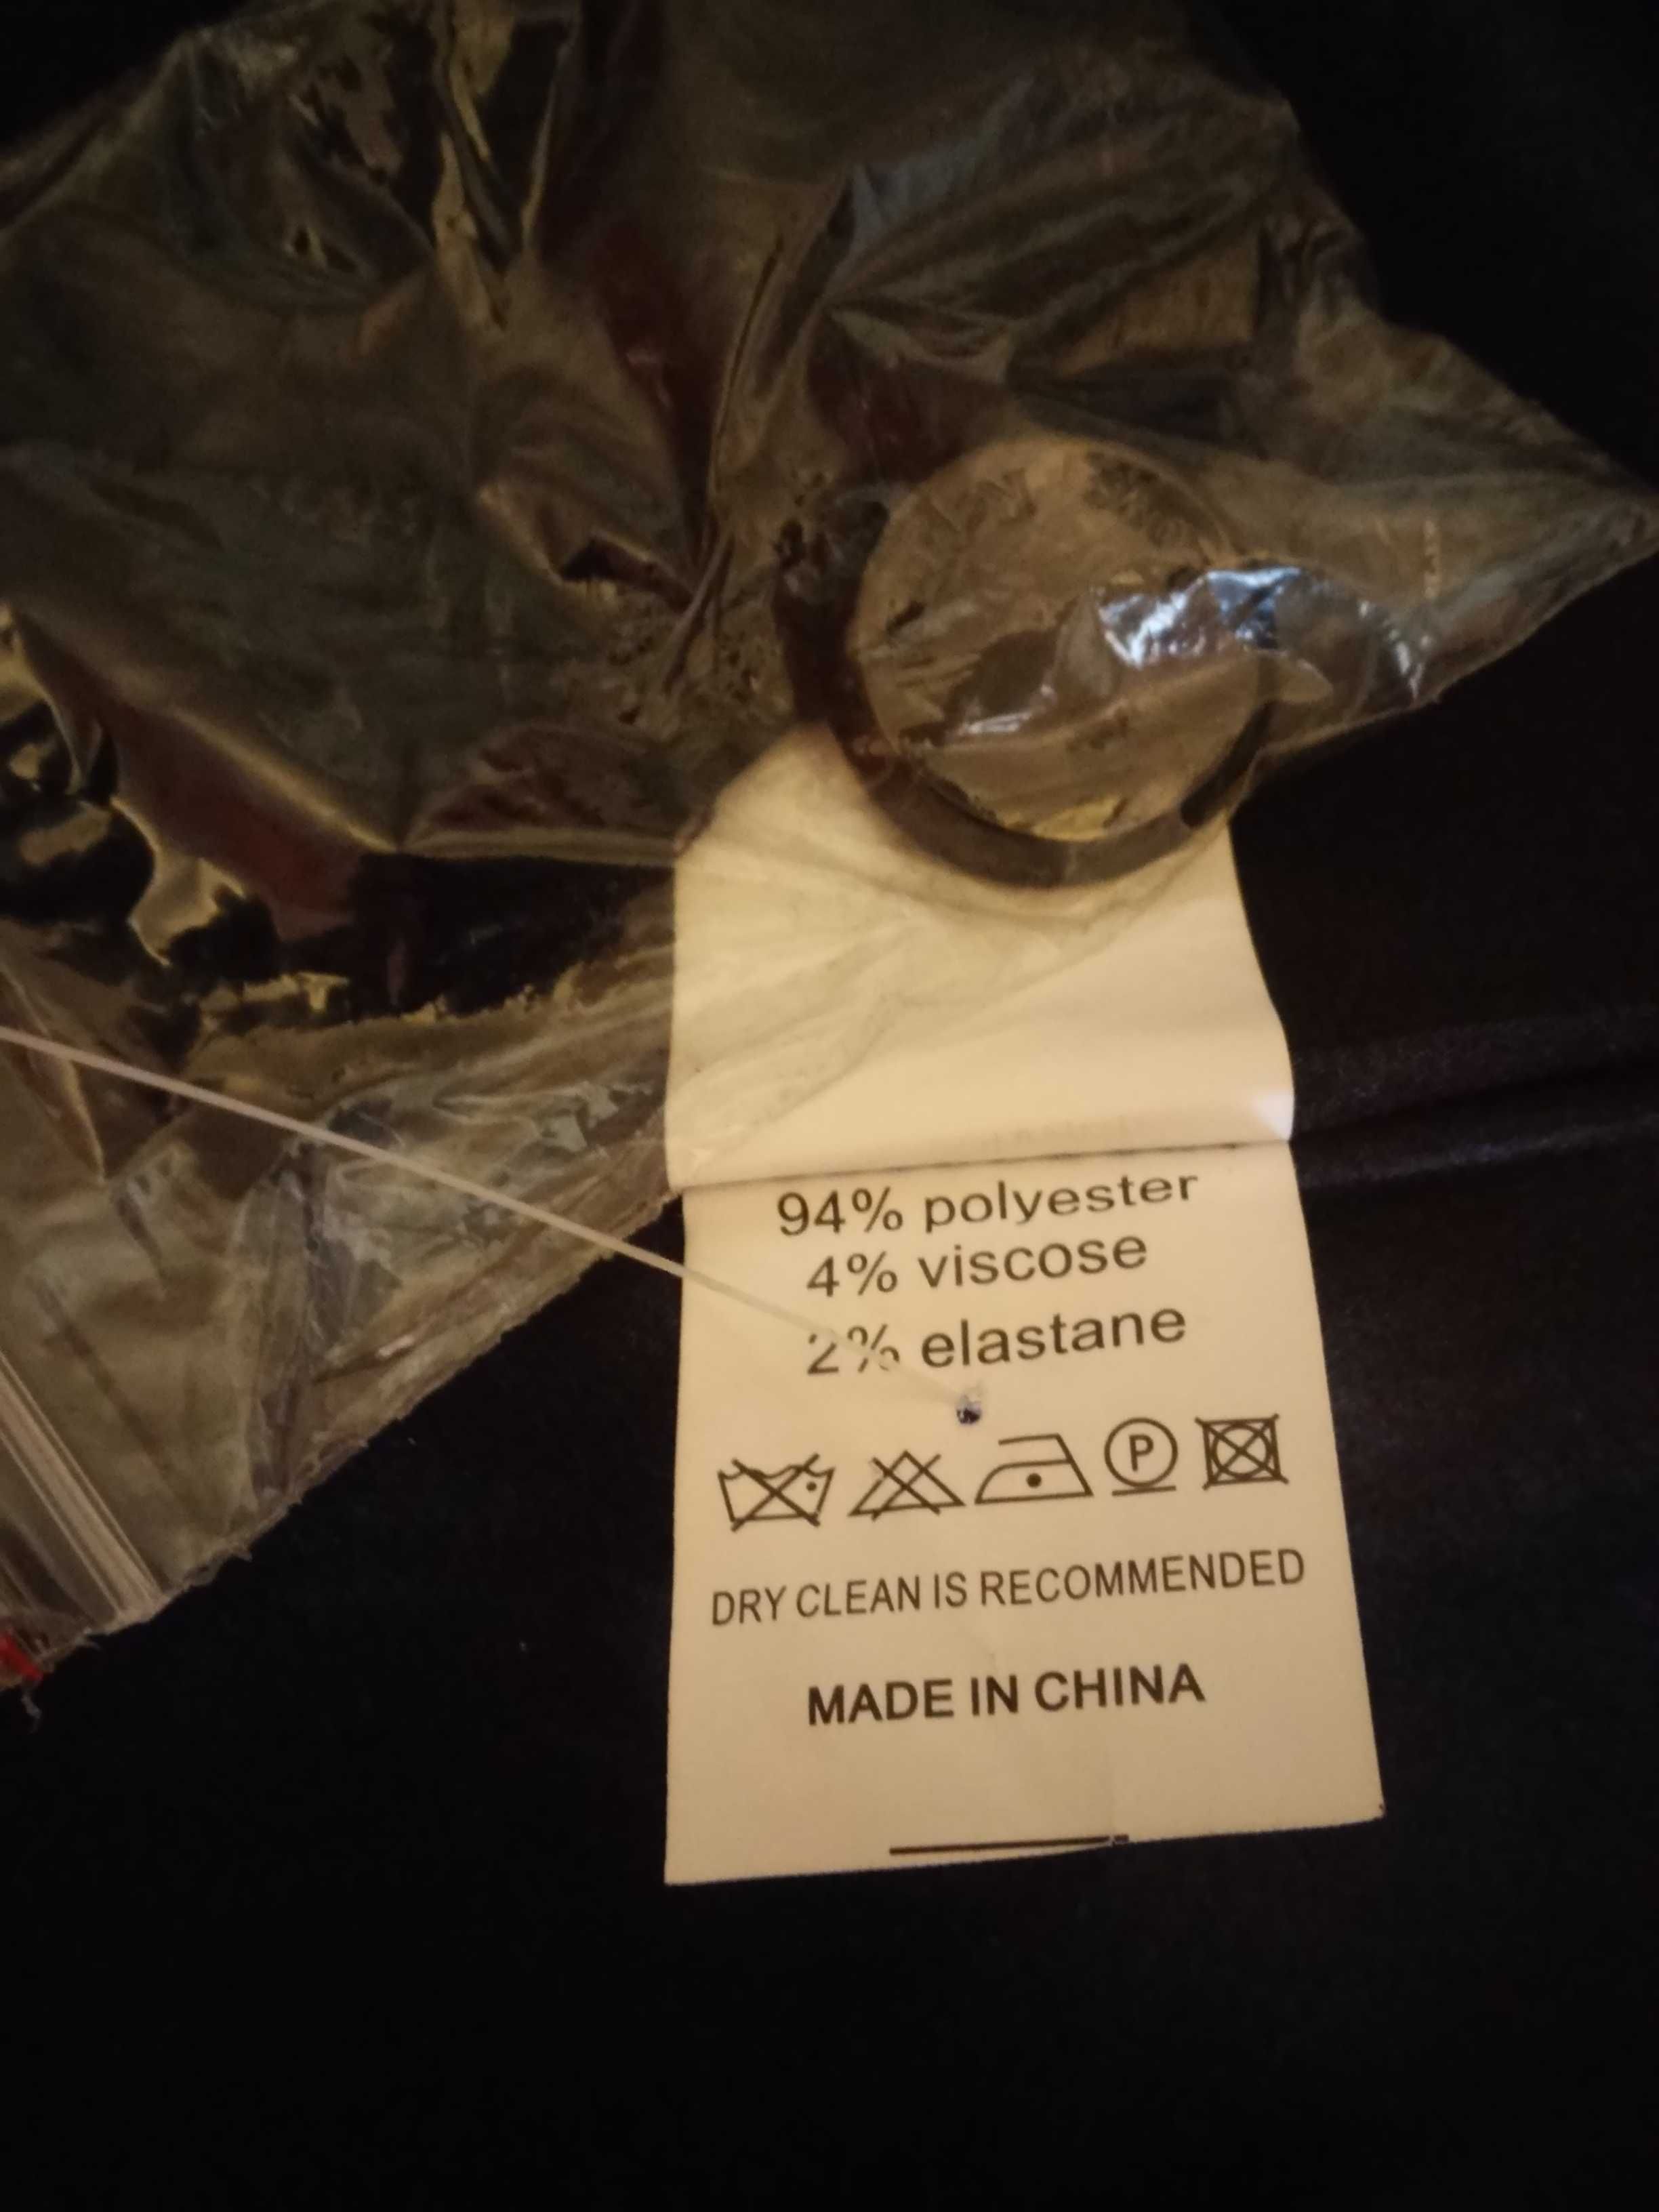 94% polyester
4% viscose
2% elastane
P
DRY CLEAN IS RECOMMENDED
MADE IN CHINA